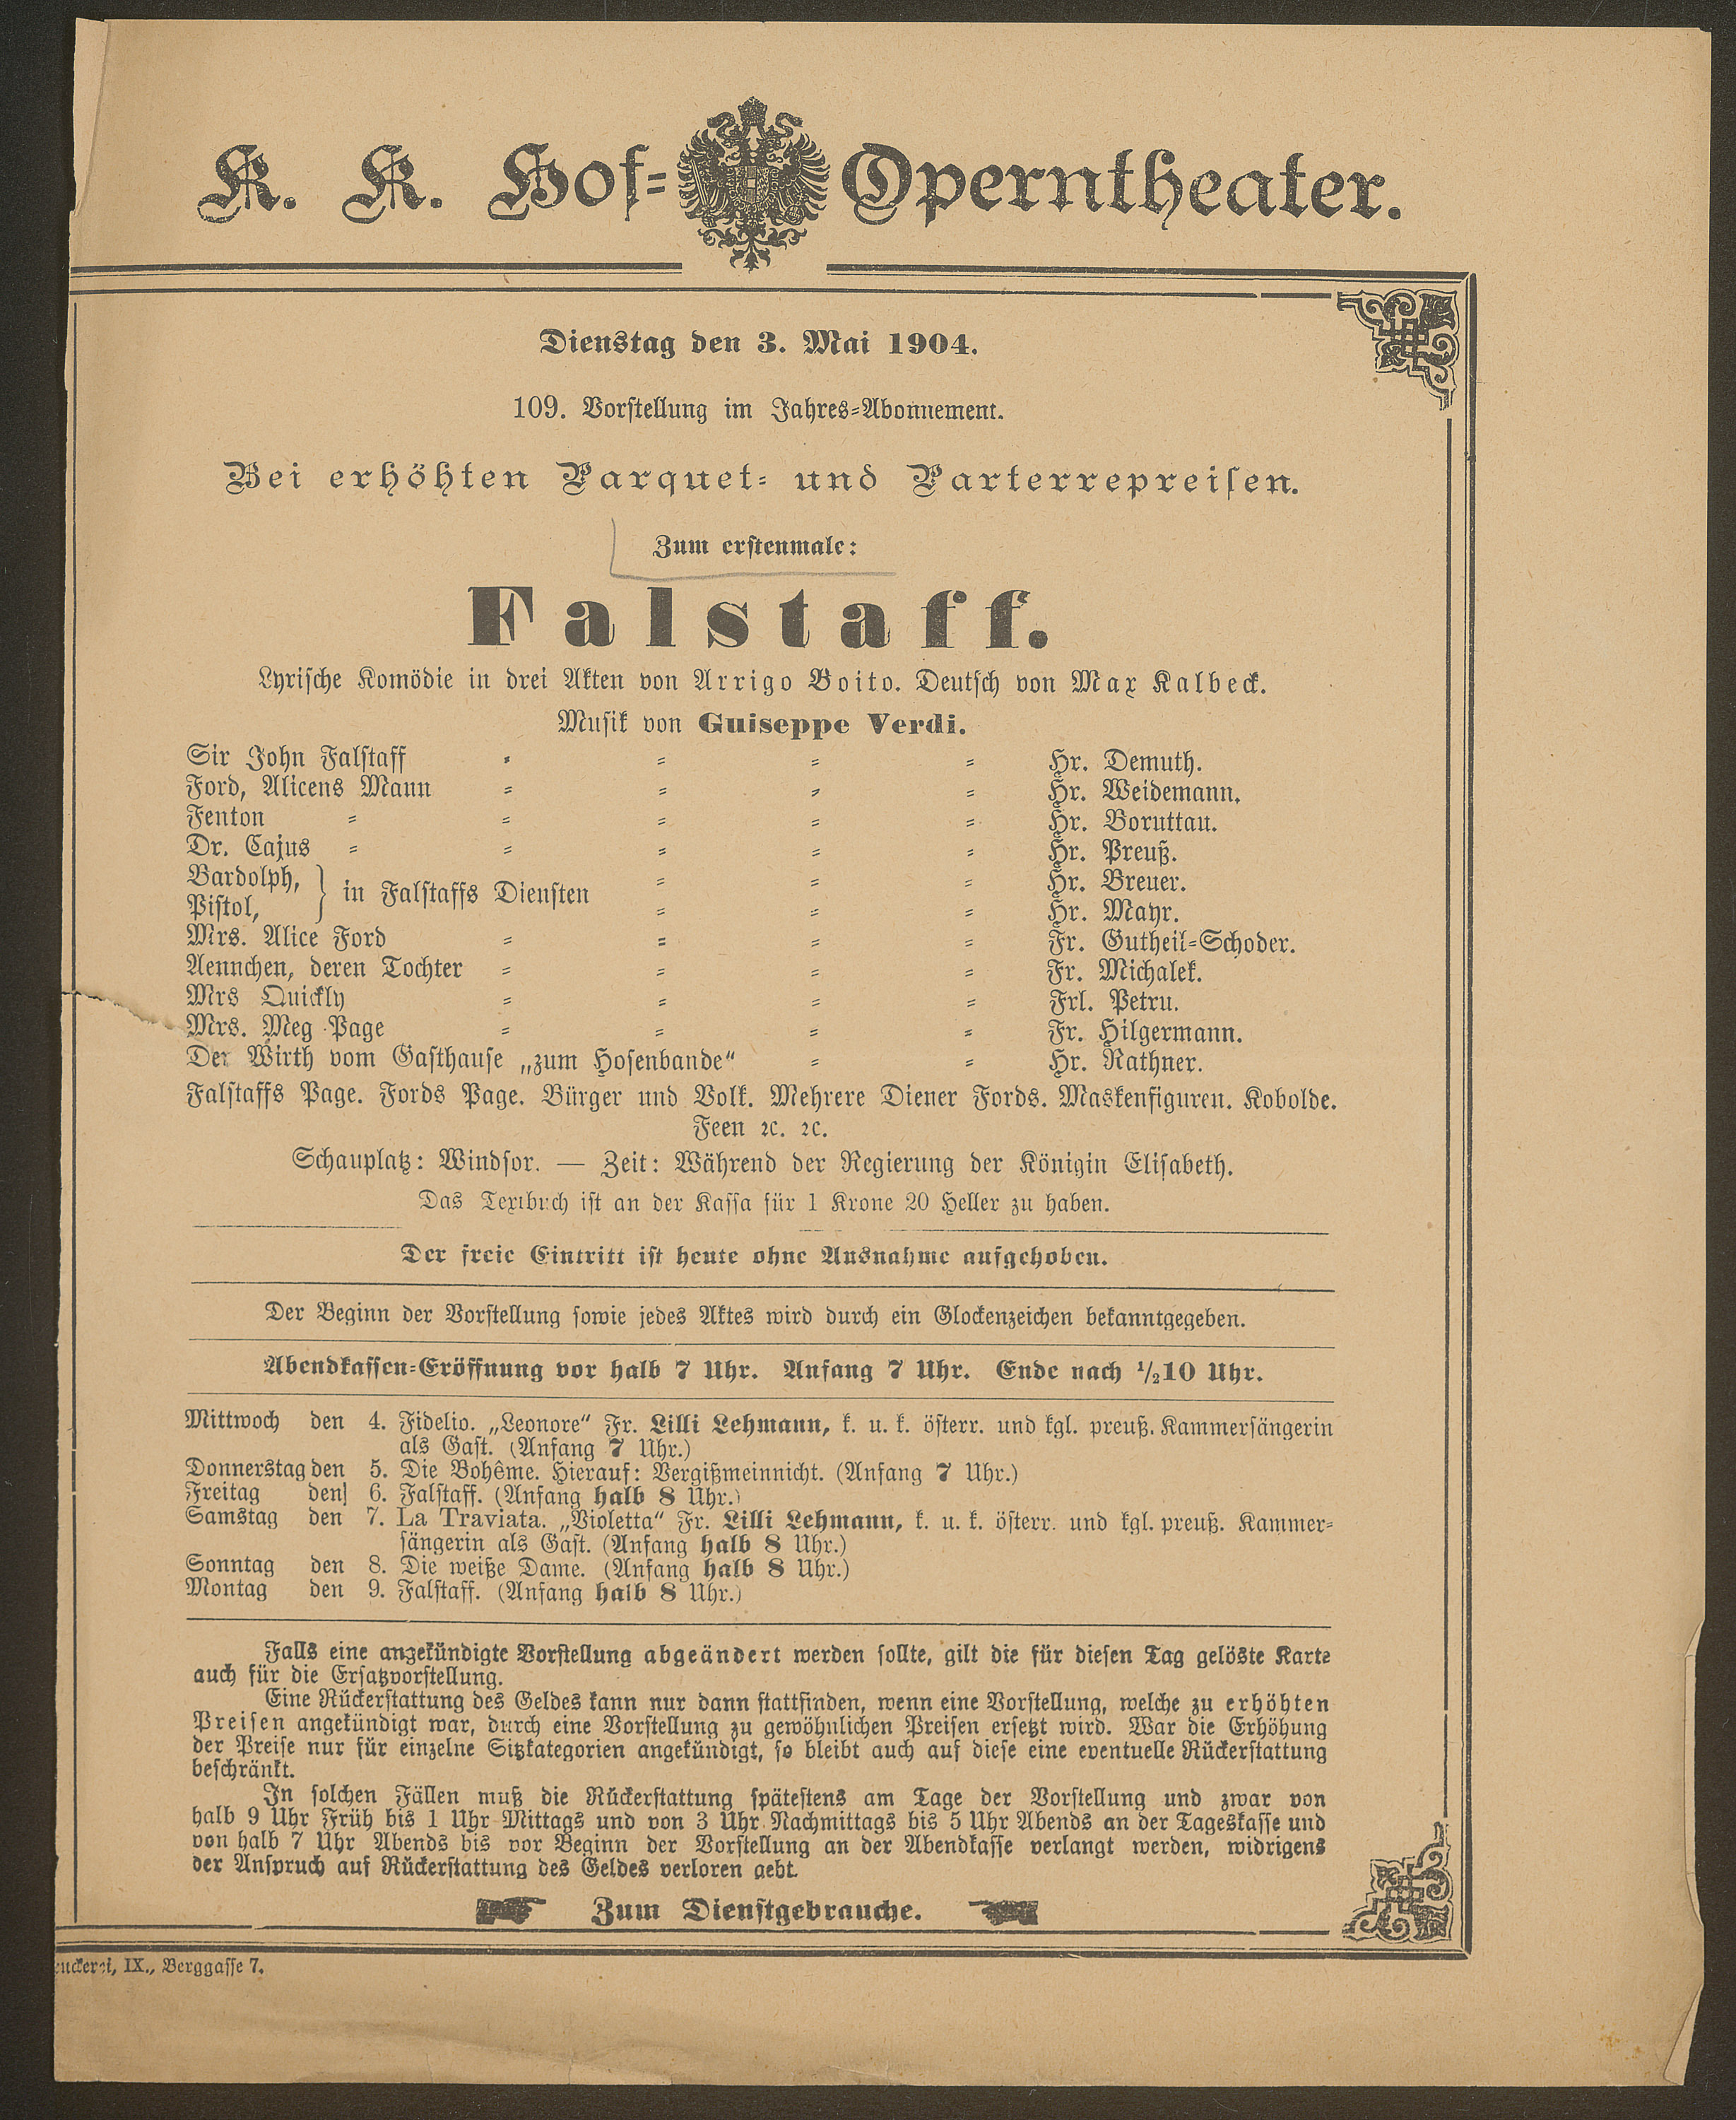 K. K. Hof= Operntheater.
Dienstag den 3. Mai 1904.
109. Vorstellung im Jahres=Abonnement.
Bei erhöhten Parquet= und Parterrepreisen.
Zum erstenmale:
Falstaff.
Lyrische Komödie in drei Akten von Arrigo Boito. Deutsch von Max Kalbeck.
Musik von Guiseppe Verdi.
Sir John Falstaff = = = = Hr. Demuth.
Ford, Alicens Mann = = = = Hr. Weidemann.
Fenton = = = = = Hr. Boruttau.
Dr. Cajus = = = = = Hr. Preuß.
Bardolph, } in Falstaffs Diensten = = = Hr. Breuer.
Pistol, = = = Hr. Mayr.
Mrs. Alice Ford = = = = Fr. Gutheil=Schoder.
Aennchen, deren Tochter = = = = Fr. Michalek.
Mrs Quickly = = = = Frl. Petru.
Mrs. Meg Page = = = = Fr. Hilgermann.
Der Wirth vom Gasthause „zum Hosenbande“ = = Hr. Rathner.
Falstaffs Page. Fords Page. Bürger und Volk. Mehrere Diener Fords. Maskenfiguren. Kobolde.
Feen ꝛc. ꝛc.
Schauplatz: Windsor. — Zeit: Während der Regierung der Königin Elisabeth.
Das Textbuch ist an der Kassa für 1 Krone 20 Heller zu haben.
Der freie Eintritt ist heute ohne Ausnahme aufgehoben.
Der Beginn der Vorstellung sowie jedes Aktes wird durch ein Glockenzeichen bekanntgegeben.
Abendkassen=Eröffnung vor halb 7 Uhr. Anfang 7 Uhr. Ende nach ½10 Uhr.
Mittwoch den 4. Fidelio. „Leonore“ Fr. Lilli Lehmann, k. u. k. österr. und kgl. preuß. Kammersängerin
als Gast. (Anfang 7 Uhr.)
Donnerstag den 5. Die Bohême. Hierauf: Vergißmeinnicht. (Anfang 7 Uhr.)
Freitag den 6. Falstaff. (Anfang halb 8 Uhr.)
Samstag den 7. La Traviata. „Violetta“ Fr. Lilli Lehmann, k. u. k. österr. und kgl. preuß. Kammer=
sängerin als Gast. (Anfang halb 8 Uhr.)
Sonntag den 8. Die weiße Dame. (Anfang halb 8 Uhr.)
Montag den 9. Falstaff. (Anfang halb 8 Uhr.)
Falls eine angekündigte Vorstellung abgeändert werden sollte, gilt die für diesen Tag gelöste Karte
auch für die Ersatzvorstellung.
Eine Rückerstattung des Geldes kann nur dann stattfinden, wenn eine Vorstellung, welche zu erhöhten
Preisen angekündigt war, durch eine Vorstellung zu gewöhnlichen Preisen ersetzt wird. War die Erhöhung
der Preise nur für einzelne Sitzkategorien angekündigt, so bleibt auch auf diese eine eventuelle Rückerstattung
beschränkt.
In solchen Fällen muß die Rückerstattung spätestens am Tage der Vorstellung und zwar von
halb 9 Uhr Früh bis 1 Uhr Mittags und von 3 Uhr Nachmittags bis 5 Uhr Abends an der Tageskasse und
von halb 7 Uhr Abends bis vor Beginn der Vorstellung an der Abendkasse verlangt werden, widrigens
der Anspruch auf Rückerstattung des Geldes verloren geht.
Zum Dienstgebrauche.
uckerei, IX., Berggasse 7.